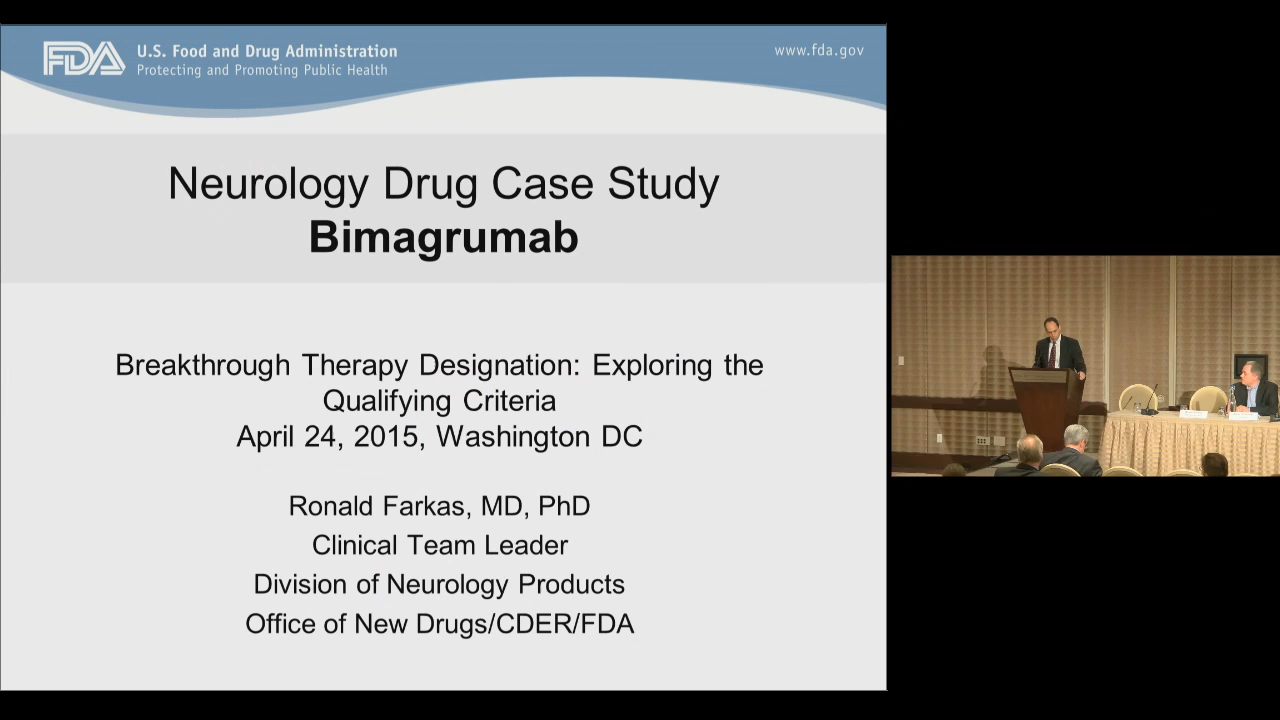 FDA
U.S. Food and Drug Administration
Protecting and Promoting Public Health
www.fda.gov
Neurology Drug Case Study
Bimagrumab
Breakthrough Therapy Designation: Exploring the
Qualifying Criteria
April 24, 2015, Washington DC
Ronald Farkas, MD, PhD
Clinical Team Leader
Division of Neurology Products
Office of New Drugs/CDER/FDA